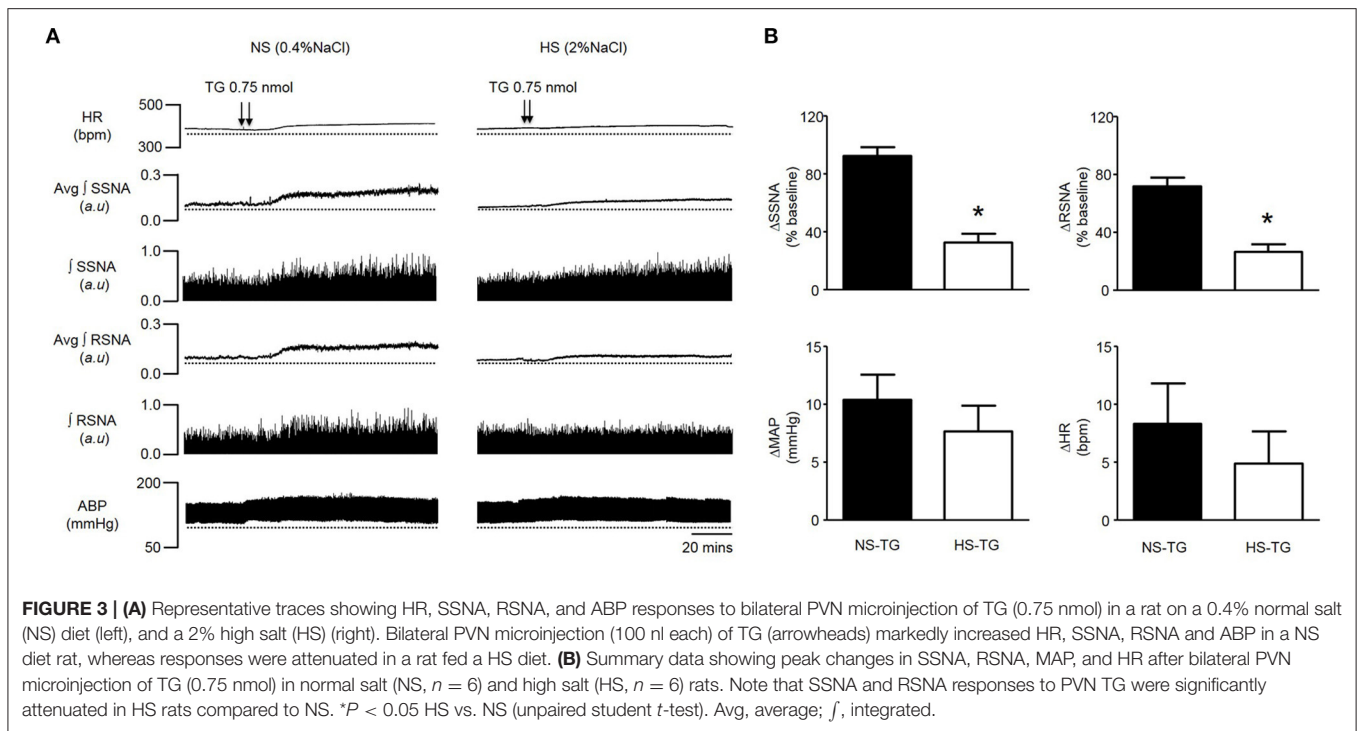 A
NS (0.4%NaCl)
HS (2%NaCl)
TG 0.75 nmol
TG 0.75 nmol
HR
(bpm)
500
300
Avg ∫ SSNA
(a.u)
0.3
0.0
∫ SSNA
(a.u)
1.0
0.0
Avg ∫ RSNA
(a.u)
0.3
0.0
∫ RSNA
(a.u)
1.0
0.0
ABP
(mmHg)
200
50
20 mins
B
ΔSSNA
(% baseline)
120
80
40
0
*
ΔRSNA
(% baseline)
120
80
40
0
*
ΔMAP
(mmHg)
15
10
5
0
NS-TG
HS-TG
ΔHR
(bpm)
15
10
5
0
NS-TG
HS-TG
FIGURE 3 | (A) Representative traces showing HR, SSNA, RSNA, and ABP responses to bilateral PVN microinjection of TG (0.75 nmol) in a rat on a 0.4% normal salt
(NS) diet (left), and a 2% high salt (HS) (right). Bilateral PVN microinjection (100 nl each) of TG (arrowheads) markedly increased HR, SSNA, RSNA and ABP in a NS
diet rat, whereas responses were attenuated in a rat fed a HS diet. (B) Summary data showing peak changes in SSNA, RSNA, MAP, and HR after bilateral PVN
microinjection of TG (0.75 nmol) in normal salt (NS, n = 6) and high salt (HS, n = 6) rats. Note that SSNA and RSNA responses to PVN TG were significantly
attenuated in HS rats compared to NS. *P < 0.05 HS vs. NS (unpaired student t-test). Avg, average; ∫, integrated.